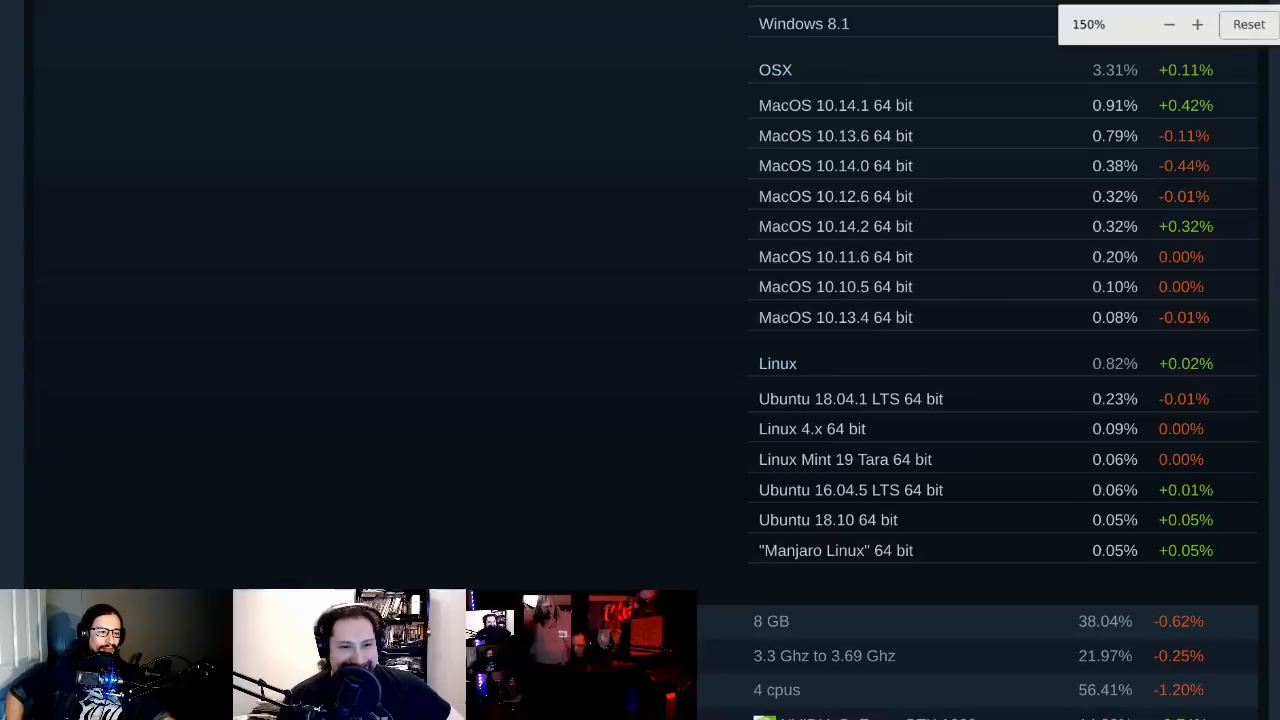 Windows 8.1
150% − + Reset
OSX 3.31% +0.11%
MacOS 10.14.1 64 bit 0.91% +0.42%
MacOS 10.13.6 64 bit 0.79% -0.11%
MacOS 10.14.0 64 bit 0.38% -0.44%
MacOS 10.12.6 64 bit 0.32% -0.01%
MacOS 10.14.2 64 bit 0.32% +0.32%
MacOS 10.11.6 64 bit 0.20% 0.00%
MacOS 10.10.5 64 bit 0.10% 0.00%
MacOS 10.13.4 64 bit 0.08% -0.01%
Linux 0.82% +0.02%
Ubuntu 18.04.1 LTS 64 bit 0.23% -0.01%
Linux 4.x 64 bit 0.09% 0.00%
Linux Mint 19 Tara 64 bit 0.06% 0.00%
Ubuntu 16.04.5 LTS 64 bit 0.06% +0.01%
Ubuntu 18.10 64 bit 0.05% +0.05%
"Manjaro Linux" 64 bit 0.05% +0.05%
8 GB 38.04% -0.62%
3.3 Ghz to 3.69 Ghz 21.97% -0.25%
4 cpus 56.41% -1.20%